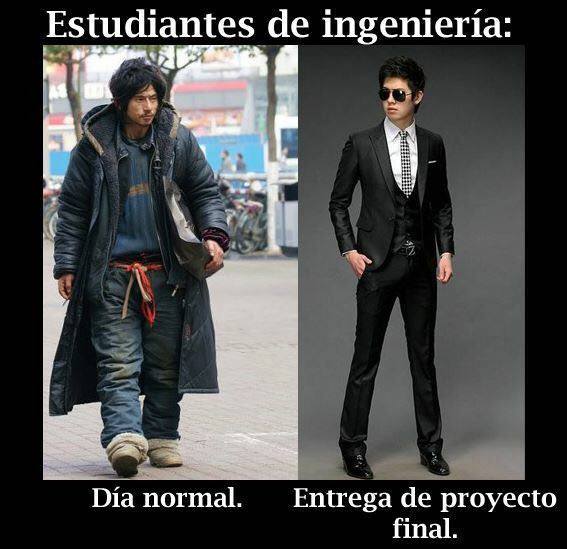 Estudiantes de ingeniería:
Día normal.
Entrega de proyecto
final.